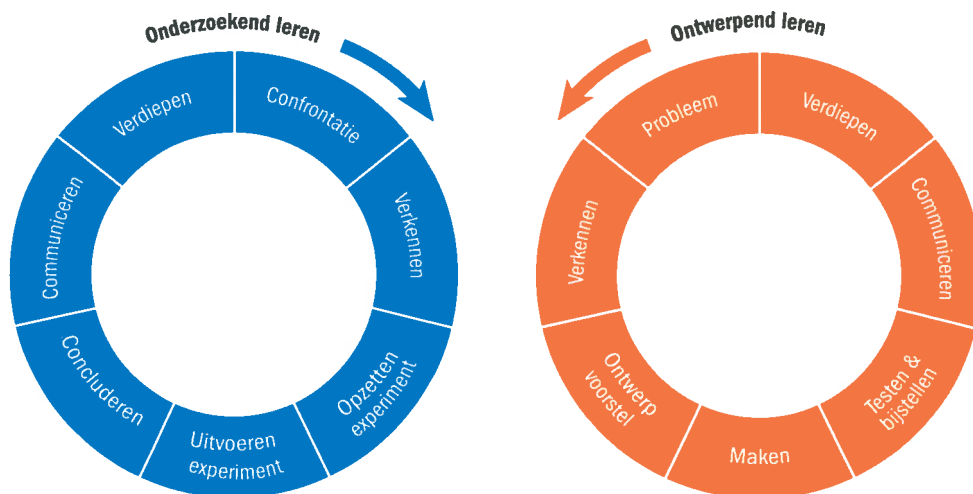 Onderzoekend leren
Confrontatie
Verkennen
Opzetten
experiment
Uitvoeren
experiment
Concluderen
Communiceren
Verdiepen
Ontwerpend leren
Probleem
Verkennen
Ontwerp
voorstel
Maken
Testen &
bijstellen
Communiceren
Verdiepen